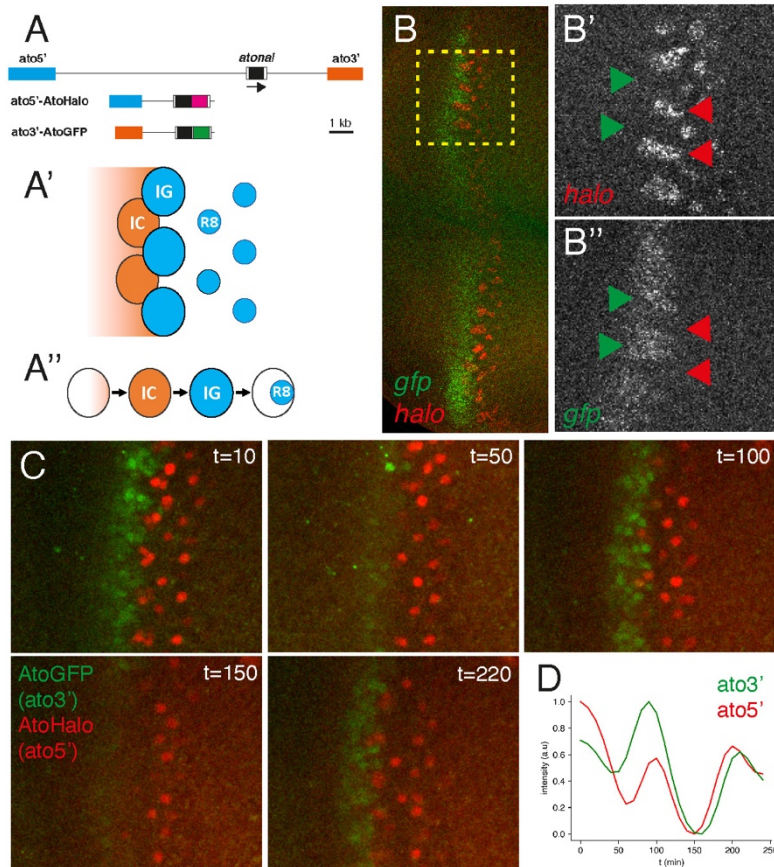 A
ato5'
atonal
ato3'
ato5'-AtoHalo
ato3'-AtoGFP
1 kb
A'
IG
IC
R8
A''
IC
IG
R8
B
gfp
halo
B'
halo
B''
gfp
C
t=10
t=50
t=100
AtoGFP
(ato3')
AtoHalo
(ato5')
t=150
t=220
D
ato3'
ato5'
intensity (a.u)
1.0
0.8
0.6
0.4
0.2
0.0
0
50
100
150
200
250
t (min)